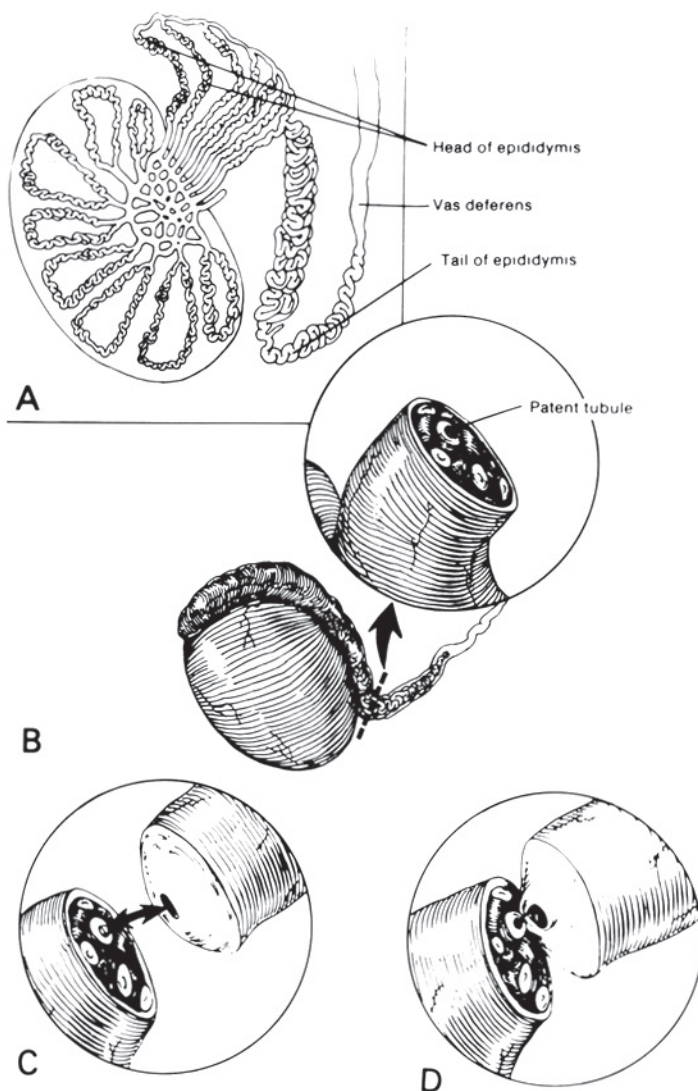 Head of epididymis
Vas deferens
Tail of epididymis
A
Patent tubule
B
C
D